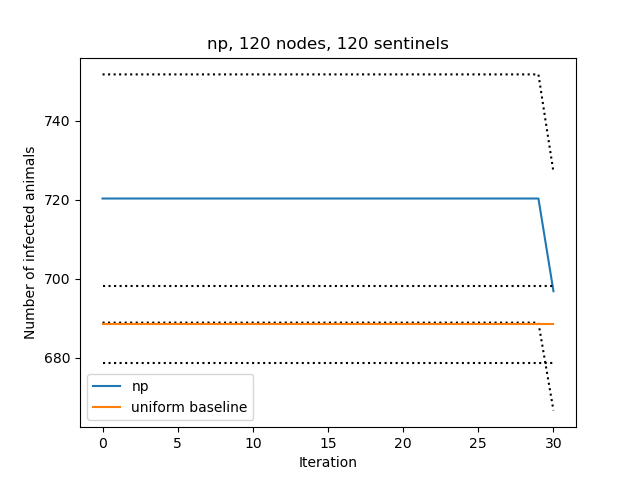 np, 120 nodes, 120 sentinels
Number of infected animals
740
720
700
680
np
uniform baseline
0 5 10 15 20 25 30
Iteration